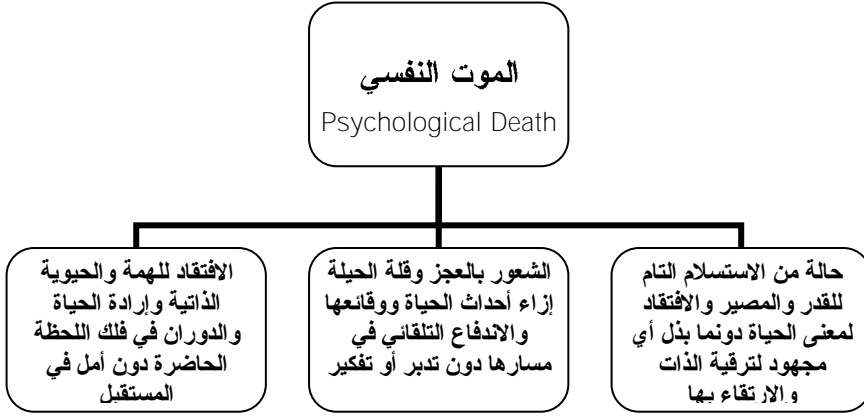 الموت النفسي
Psychological Death
حالة من الاستسلام التام
للقدر والمصير والافتقاد
لمعنى الحياة دونما بذل أي
مجهود لترقية الذات
والارتقاء بها
الشعور بالعجز وقلة الحيلة
إزاء أحداث الحياة ووقائعها
والاندفاع التلقائي في
مسارها دون تدبر أو تفكير
الافتقاد للهمة والحيوية
الذاتية وإرادة الحياة
والدوران في فلك اللحظة
الحاضرة دون أمل في
المستقبل